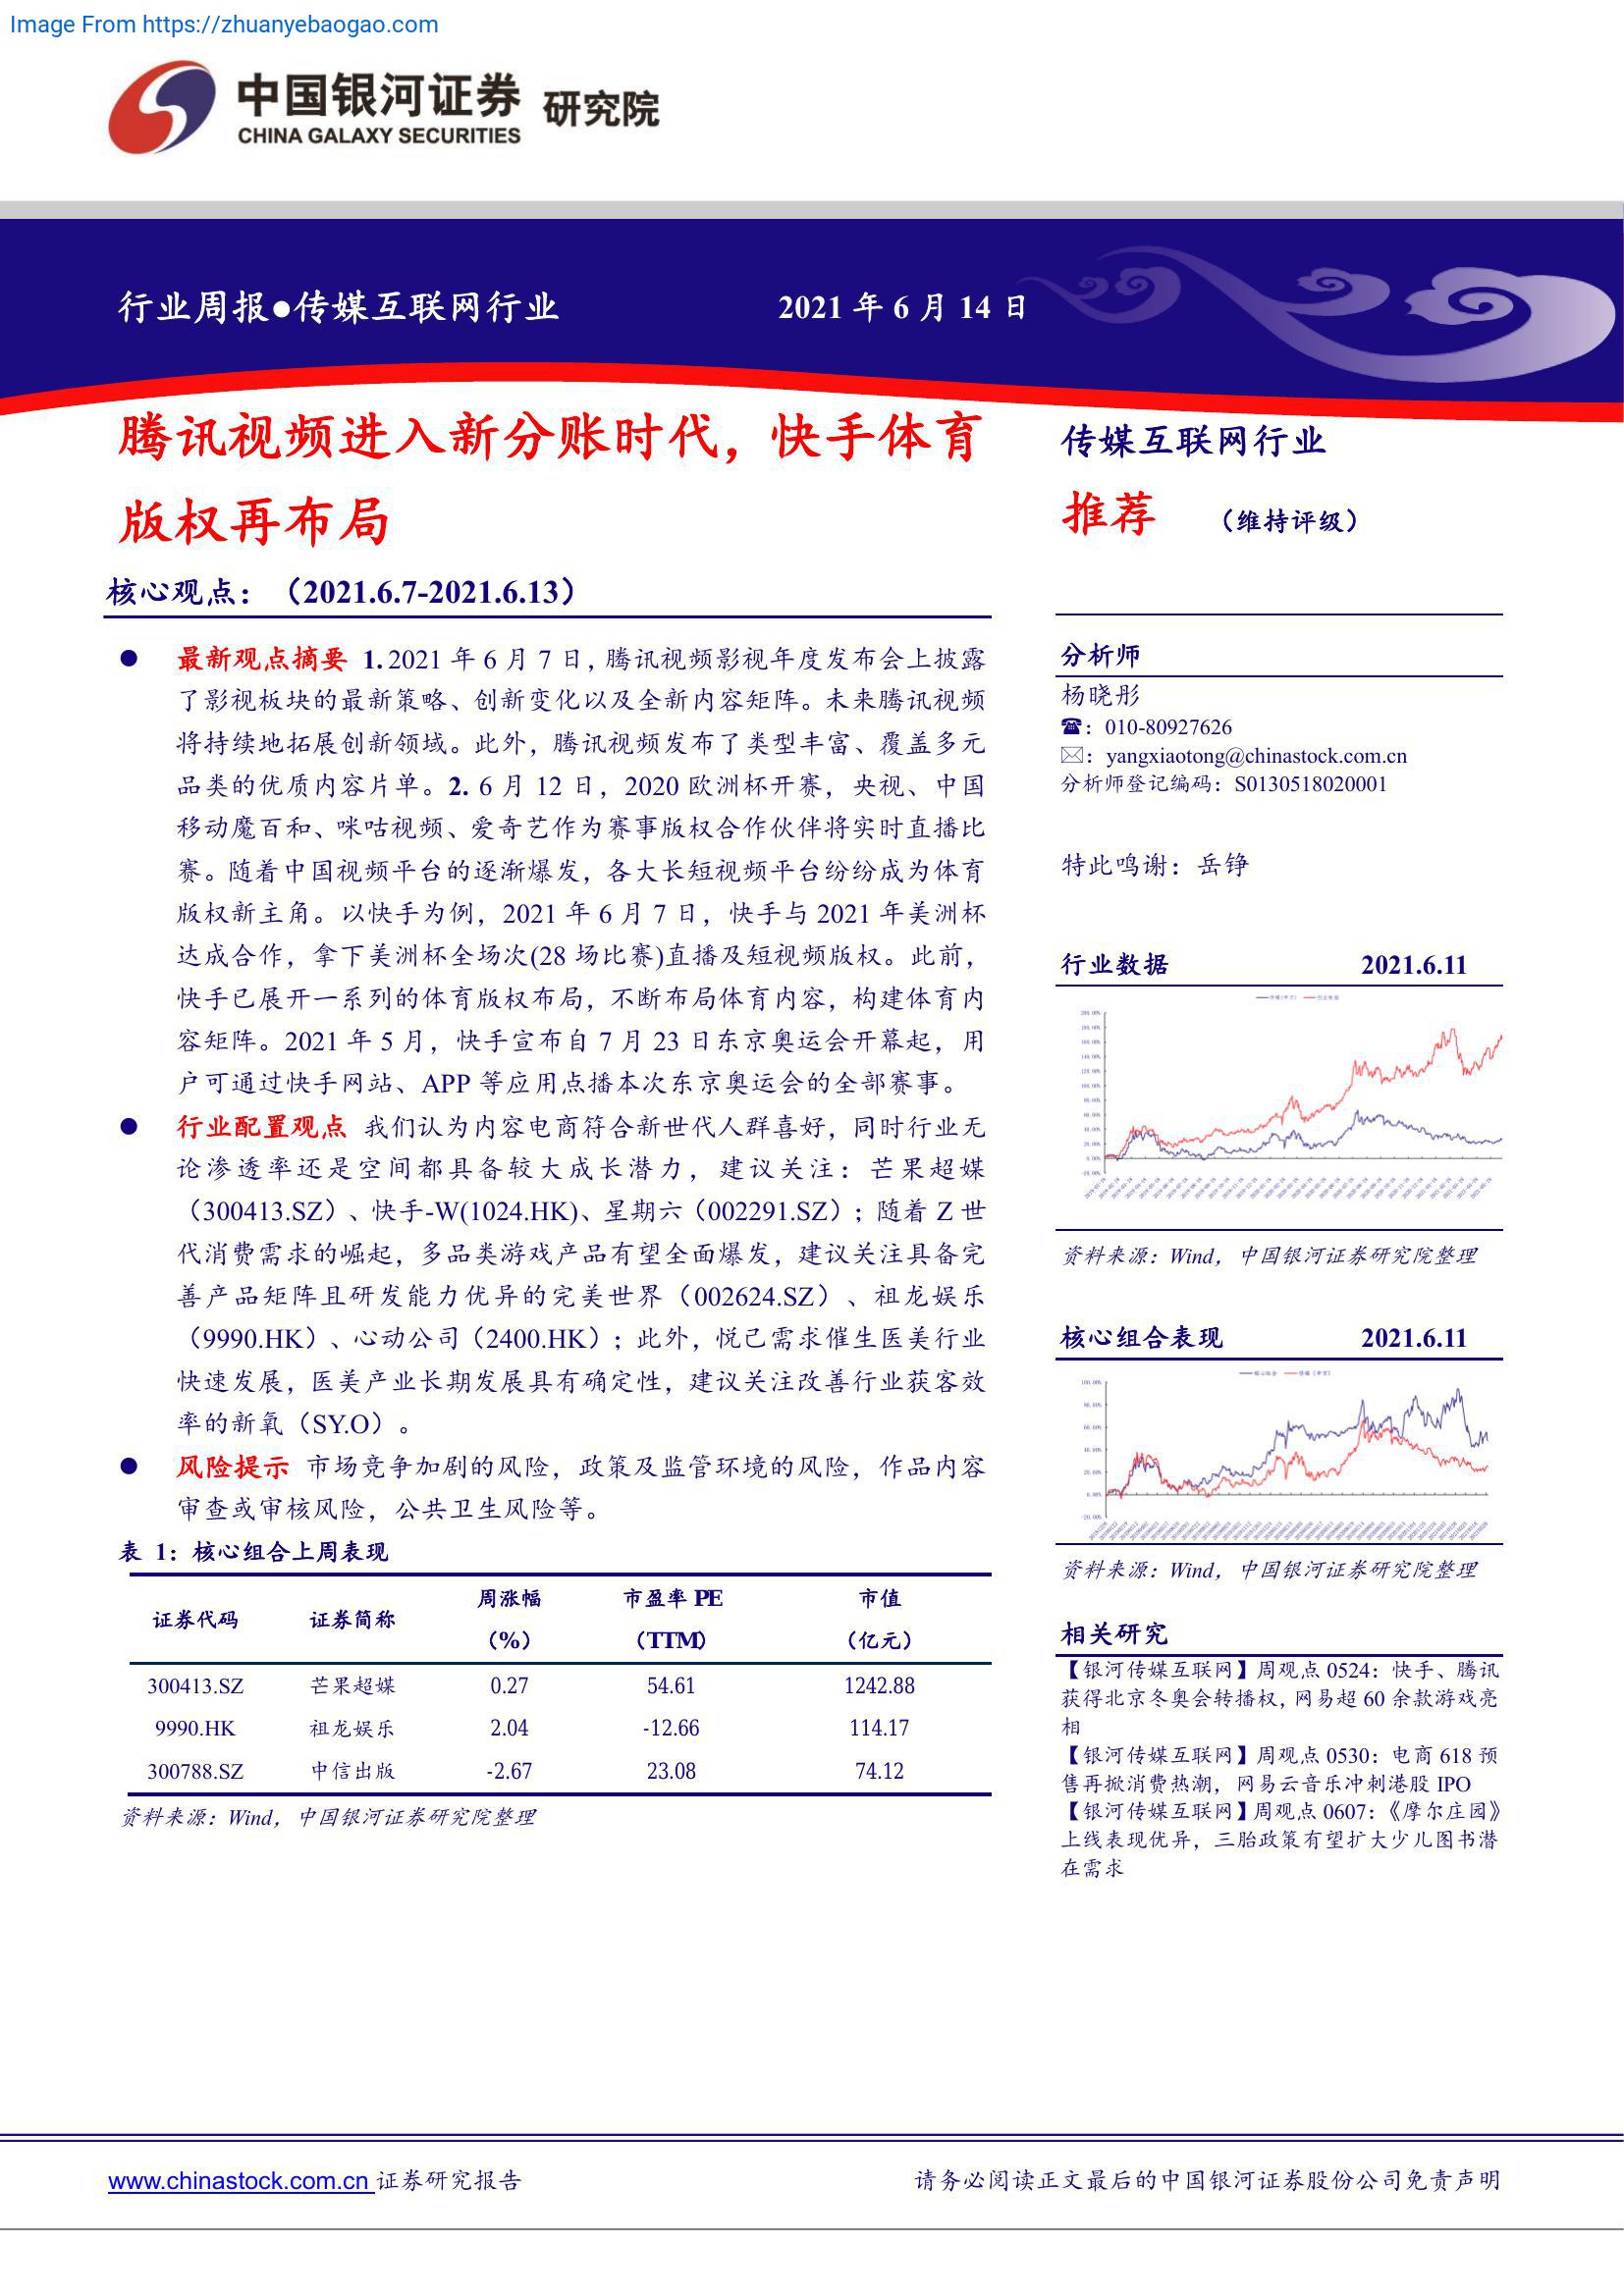 Image From https://zhuanyebaogao.com
中国银河证券 研究院
CHINA GALAXY SECURITIES
行业周报●传媒互联网行业
2021 年 6 月 14 日
腾讯视频进入新分账时代，快手体育
版权再布局
核心观点：（2021.6.7-2021.6.13）
● 最新观点摘要 1. 2021 年 6 月 7 日，腾讯视频影视年度发布会上披露
了影视板块的最新策略、创新变化以及全新内容矩阵。未来腾讯视频
将持续地拓展创新领域。此外，腾讯视频发布了类型丰富、覆盖多元
品类的优质内容片单。2. 6 月 12 日，2020 欧洲杯开赛，央视、中国
移动魔百和、咪咕视频、爱奇艺作为赛事版权合作伙伴将实时直播比
赛。随着中国视频平台的逐渐爆发，各大长短视频平台纷纷成为体育
版权新主角。以快手为例，2021 年 6 月 7 日，快手与 2021 年美洲杯
达成合作，拿下美洲杯全场次(28 场比赛)直播及短视频版权。此前，
快手已展开一系列的体育版权布局，不断布局体育内容，构建体育内
容矩阵。2021 年 5 月，快手宣布自 7 月 23 日东京奥运会开幕起，用
户可通过快手网站、APP 等应用点播本次东京奥运会的全部赛事。
● 行业配置观点 我们认为内容电商符合新世代人群喜好，同时行业无
论渗透率还是空间都具备较大成长潜力，建议关注：芒果超媒
（300413.SZ）、快手-W(1024.HK)、星期六（002291.SZ）；随着 Z 世
代消费需求的崛起，多品类游戏产品有望全面爆发，建议关注具备完
善产品矩阵且研发能力优异的完美世界（002624.SZ）、祖龙娱乐
（9990.HK）、心动公司（2400.HK）；此外，悦己需求催生医美行业
快速发展，医美产业长期发展具有确定性，建议关注改善行业获客效
率的新氧（SY.O）。
● 风险提示 市场竞争加剧的风险，政策及监管环境的风险，作品内容
审查或审核风险，公共卫生风险等。
表 1：核心组合上周表现
证券代码 证券简称 周涨幅 市盈率 PE 市值
（%） （TTM） （亿元）
300413.SZ 芒果超媒 0.27 54.61 1242.88
9990.HK 祖龙娱乐 2.04 -12.66 114.17
300788.SZ 中信出版 -2.67 23.08 74.12
资料来源：Wind，中国银河证券研究院整理
传媒互联网行业
推荐 （维持评级）
分析师
杨晓彤
☎：010-80927626
✉：yangxiaotong@chinastock.com.cn
分析师登记编码：S0130518020001
特此鸣谢：岳铮
行业数据 2021.6.11
资料来源：Wind，中国银河证券研究院整理
核心组合表现 2021.6.11
资料来源：Wind，中国银河证券研究院整理
相关研究
【银河传媒互联网】周观点 0524：快手、腾讯
获得北京冬奥会转播权，网易超 60 余款游戏亮
相
【银河传媒互联网】周观点 0530：电商 618 预
售再掀消费热潮，网易云音乐冲刺港股 IPO
【银河传媒互联网】周观点 0607：《摩尔庄园》
上线表现优异，三胎政策有望扩大少儿图书潜
在需求
www.chinastock.com.cn 证券研究报告
请务必阅读正文最后的中国银河证券股份公司免责声明